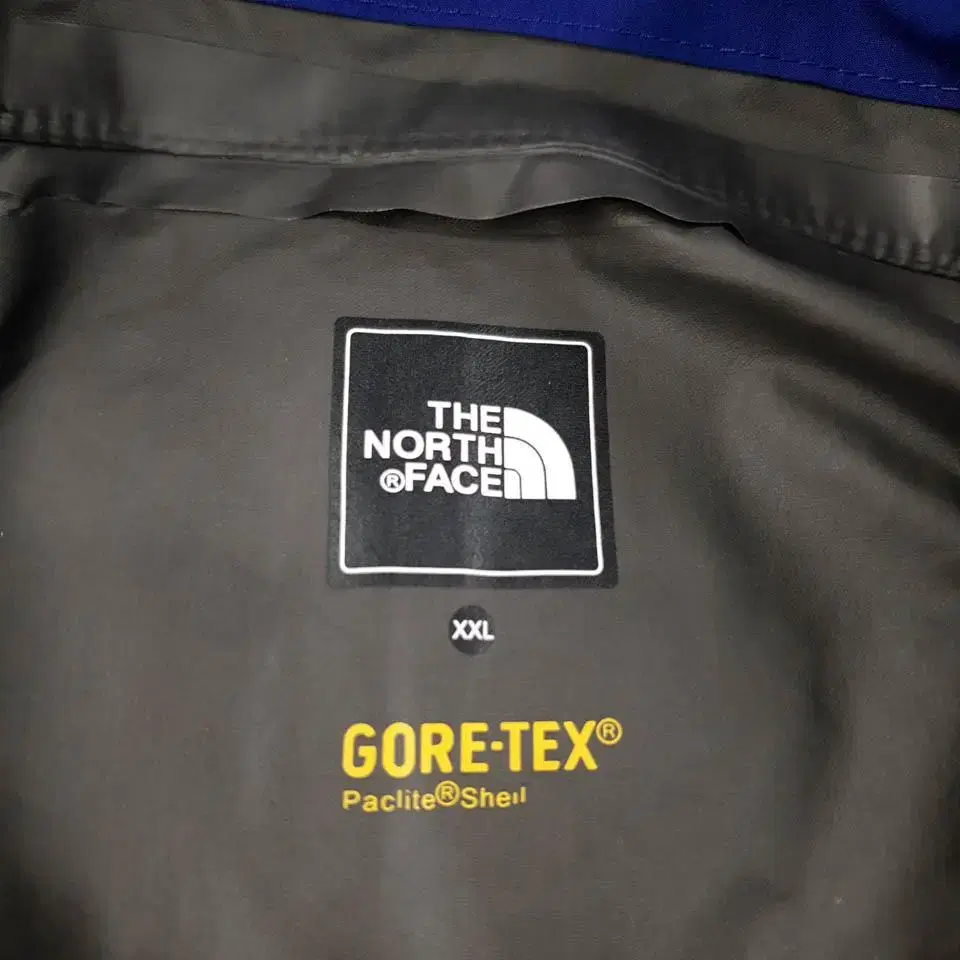 THE
NORTH
®FACE
XXL
GORE-TEX®
Paclite®Shell